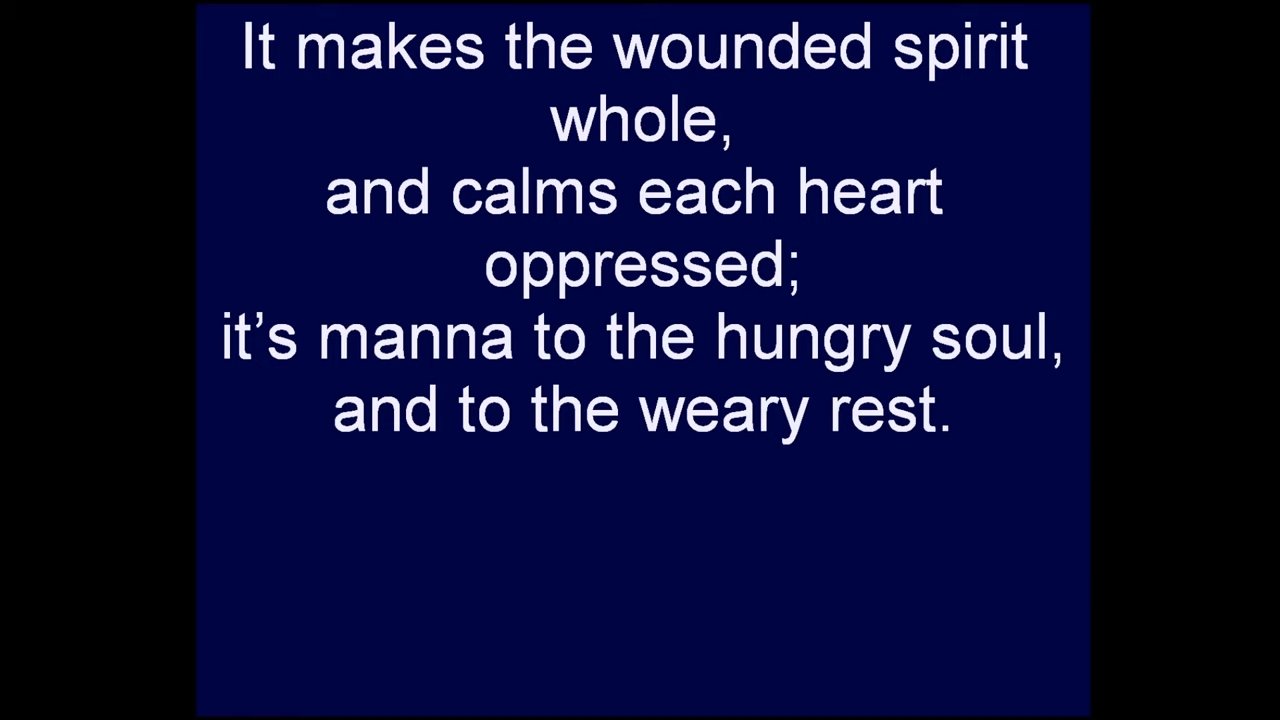 It makes the wounded spirit
whole,
and calms each heart
oppressed;
it’s manna to the hungry soul,
and to the weary rest.